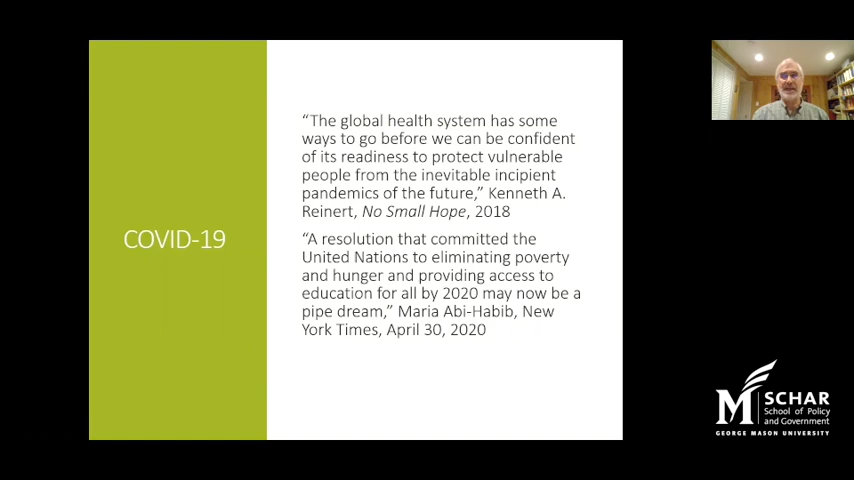 COVID-19
“The global health system has some
ways to go before we can be confident
of its readiness to protect vulnerable
people from the inevitable incipient
pandemics of the future,” Kenneth A.
Reinert, No Small Hope, 2018
“A resolution that committed the
United Nations to eliminating poverty
and hunger and providing access to
education for all by 2020 may now be a
pipe dream,” Maria Abi-Habib, New
York Times, April 30, 2020
M SCHAR
School of Policy
and Government
GEORGE MASON UNIVERSITY